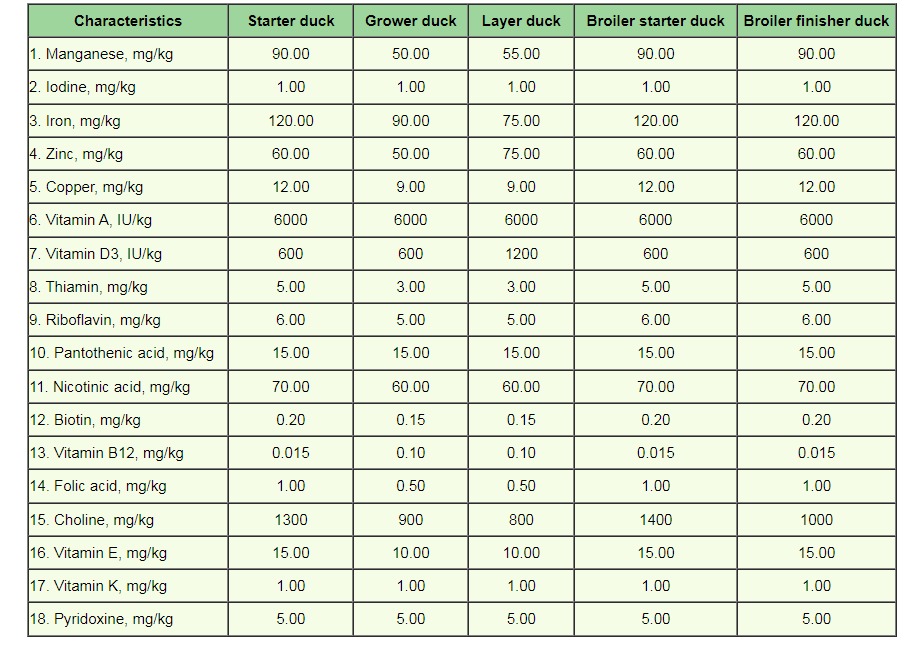 Characteristics Starter duck Grower duck Layer duck Broiler starter duck Broiler finisher duck
1. Manganese, mg/kg 90.00 50.00 55.00 90.00 90.00
2. Iodine, mg/kg 1.00 1.00 1.00 1.00 1.00
3. Iron, mg/kg 120.00 90.00 75.00 120.00 120.00
4. Zinc, mg/kg 60.00 50.00 75.00 60.00 60.00
5. Copper, mg/kg 12.00 9.00 9.00 12.00 12.00
6. Vitamin A, IU/kg 6000 6000 6000 6000 6000
7. Vitamin D3, IU/kg 600 600 1200 600 600
8. Thiamin, mg/kg 5.00 3.00 3.00 5.00 5.00
9. Riboflavin, mg/kg 6.00 5.00 5.00 6.00 6.00
10. Pantothenic acid, mg/kg 15.00 15.00 15.00 15.00 15.00
11. Nicotinic acid, mg/kg 70.00 60.00 60.00 70.00 70.00
12. Biotin, mg/kg 0.20 0.15 0.15 0.20 0.20
13. Vitamin B12, mg/kg 0.015 0.10 0.10 0.015 0.015
14. Folic acid, mg/kg 1.00 0.50 0.50 1.00 1.00
15. Choline, mg/kg 1300 900 800 1400 1000
16. Vitamin E, mg/kg 15.00 10.00 10.00 15.00 15.00
17. Vitamin K, mg/kg 1.00 1.00 1.00 1.00 1.00
18. Pyridoxine, mg/kg 5.00 5.00 5.00 5.00 5.00